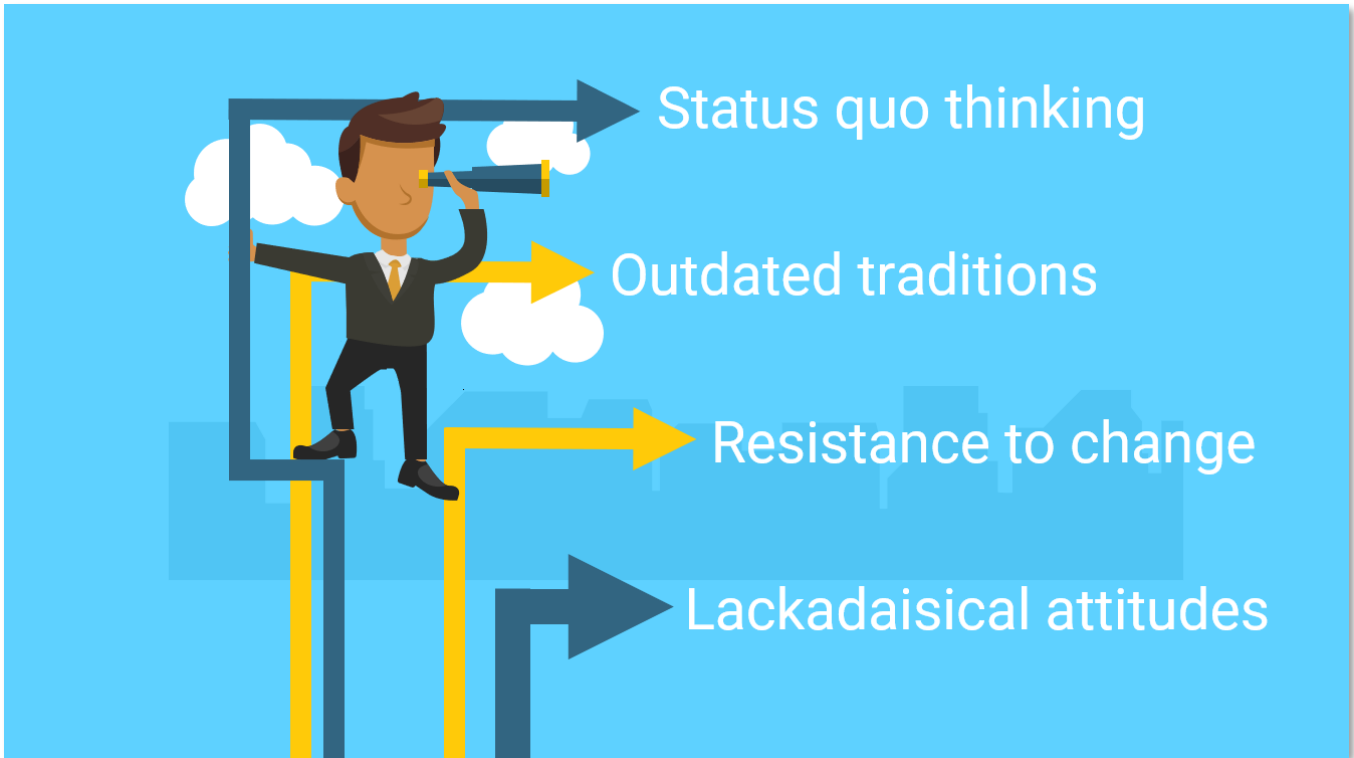 Status quo thinking
Outdated traditions
Resistance to change
Lackadaisical attitudes